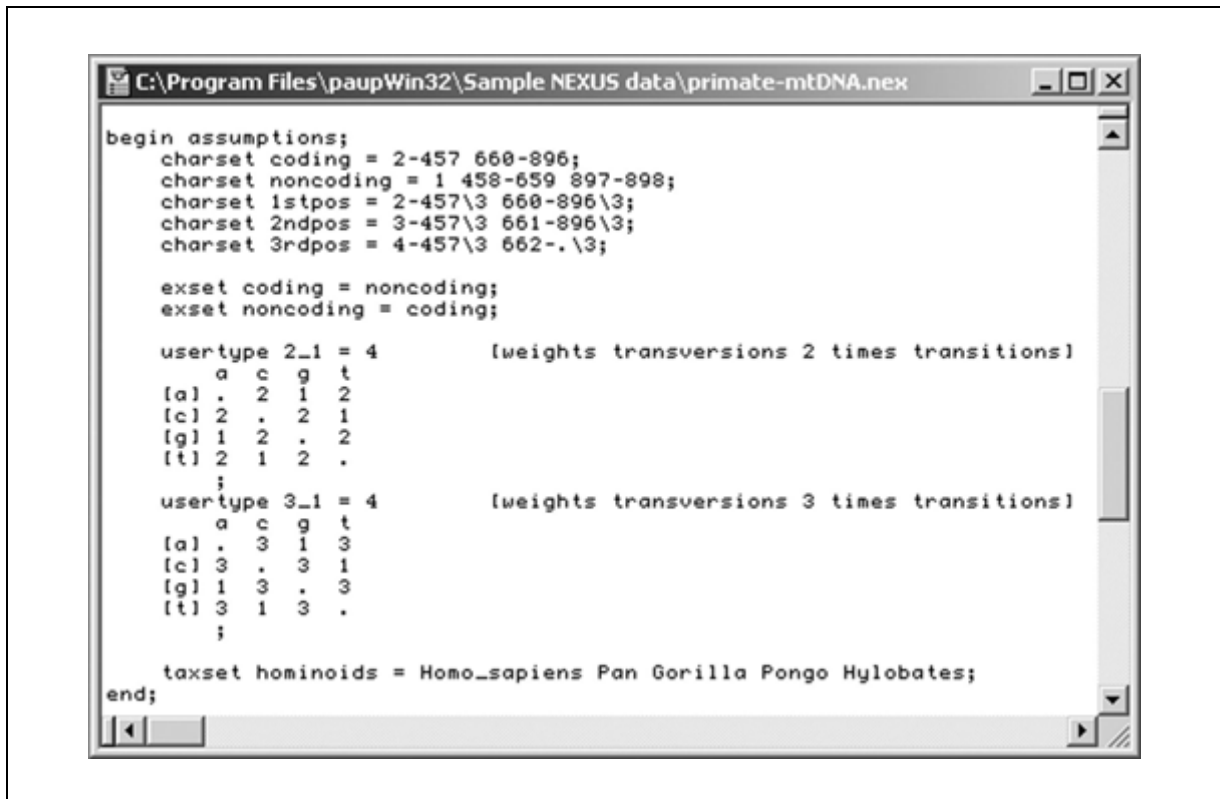 C:\Program Files\paupWin32\Sample NEXUS data\primate-mtDNA.nex
begin assumptions;
    charset coding = 2-457 660-896;
    charset noncoding = 1 458-659 897-898;
    charset 1stpos = 2-457\3 660-896\3;
    charset 2ndpos = 3-457\3 661-896\3;
    charset 3rdpos = 4-457\3 662-.\3;
    exset coding = noncoding;
    exset noncoding = coding;
    usertype 2_1 = 4          [weights transversions 2 times transitions]
        a   c   g   t
    [a] .   2   1   2
    [c] 2   .   2   1
    [g] 1   2   .   2
    [t] 2   1   2   .
        ;
    usertype 3_1 = 4          [weights transversions 3 times transitions]
        a   c   g   t
    [a] .   3   1   3
    [c] 3   .   3   1
    [g] 1   3   .   3
    [t] 3   1   3   .
        ;
    taxset hominoids = Homo_sapiens Pan Gorilla Pongo Hylobates;
end;